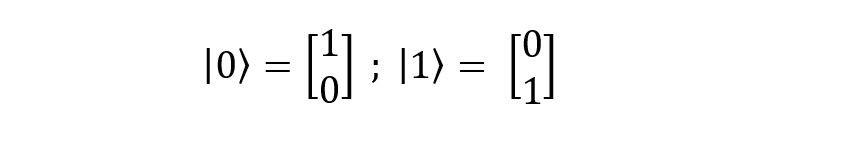 |0⟩ = [1 0] ; |1⟩ = [0 1]